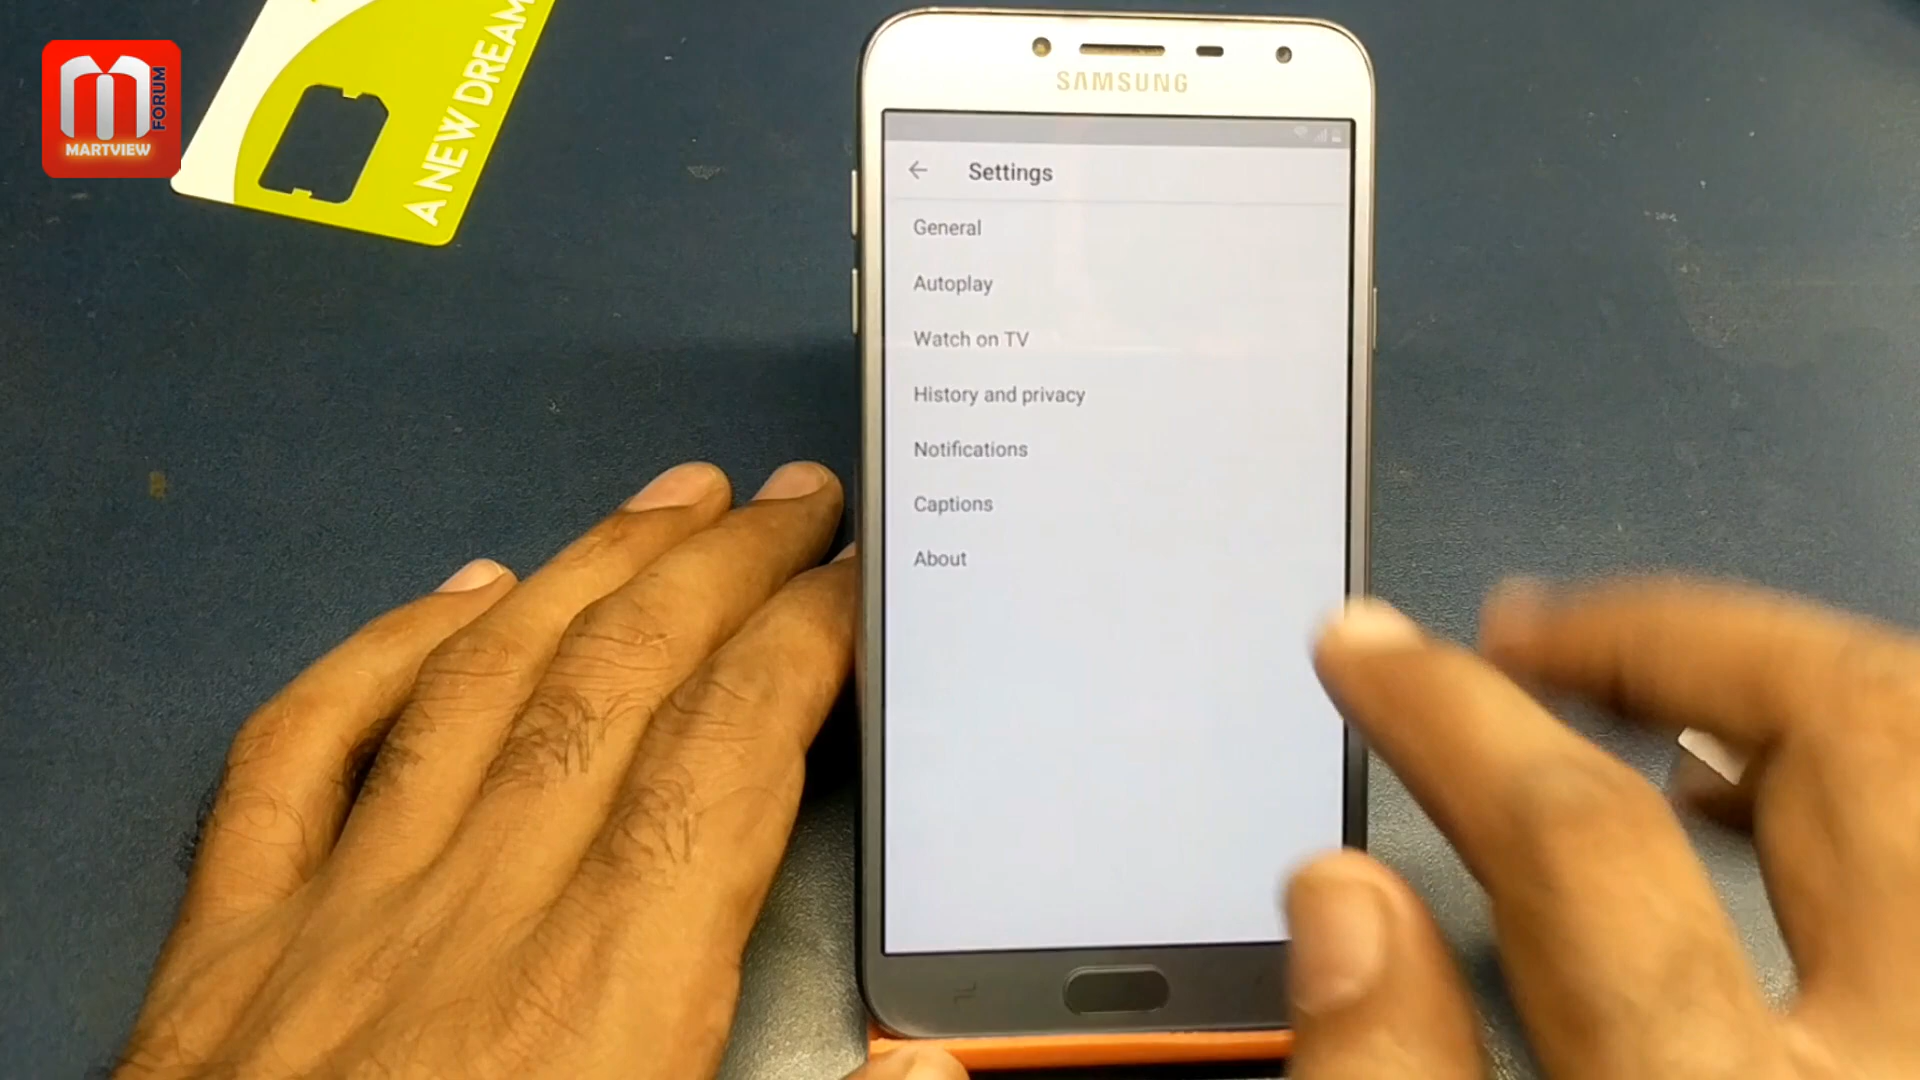 FORUM
MARTVIEW
A NEW DREAM
SAMSUNG
Settings
General
Autoplay
Watch on TV
History and privacy
Notifications
Captions
About